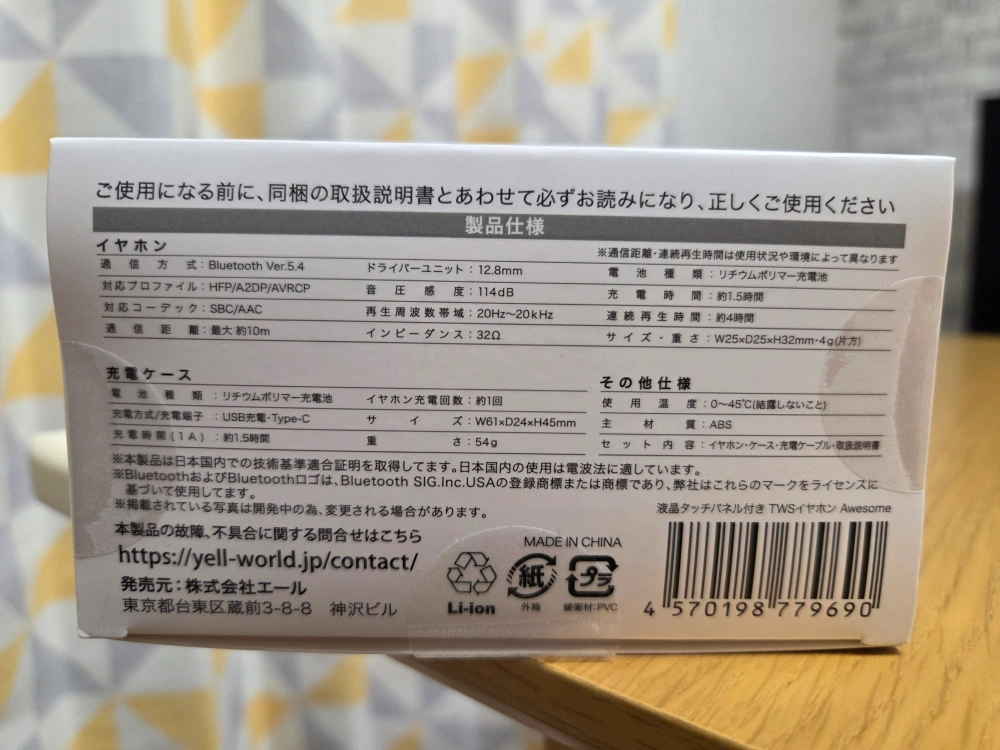 ご使用になる前に、同梱の取扱説明書とあわせて必ずお読みになり、正しくご使用ください
製品仕様
イヤホン
※通信距離・連続再生時間は使用状況や環境によって異なります
通信方式：Bluetooth Ver.5.4
対応プロファイル：HFP/A2DP/AVRCP
対応コーデック：SBC/AAC
通信距離：最大 約10m
ドライバーユニット：12.8mm
音圧感度：114dB
再生周波数帯域：20Hz～20kHz
インピーダンス：32Ω
電池種類：リチウムポリマー充電池
充電時間：約1.5時間
連続再生時間：約4時間
サイズ・重さ：W25×D25×H32mm・4g(片方)
充電ケース
電池種類：リチウムポリマー充電池
充電方式/充電端子：USB充電・Type-C
充電時間(1A)：約1.5時間
イヤホン充電回数：約1回
サイズ：W61×D24×H45mm
重さ：54g
その他仕様
使用温度：0～45℃(結露しないこと)
主材質：ABS
セット内容：イヤホン・ケース・充電ケーブル・取扱説明書
※本製品は日本国内での技術基準適合証明を取得してます。日本国内の使用は電波法に適しています。
※BluetoothおよびBluetoothロゴは、Bluetooth SIG.Inc.USAの登録商標または商標であり、弊社はこれらのマークをライセンスに
基づいて使用してます。
※掲載されている写真は開発中の為、変更される場合があります。
本製品の故障、不具合に関する問合せはこちら
https://yell-world.jp/contact/
発売元：株式会社エール
東京都台東区蔵前3-8-8 神沢ビル
MADE IN CHINA
Li-ion
紙
外箱
プラ
緩衝材：PVC
液晶タッチパネル付き TWSイヤホン Awesome
4 570198 779690